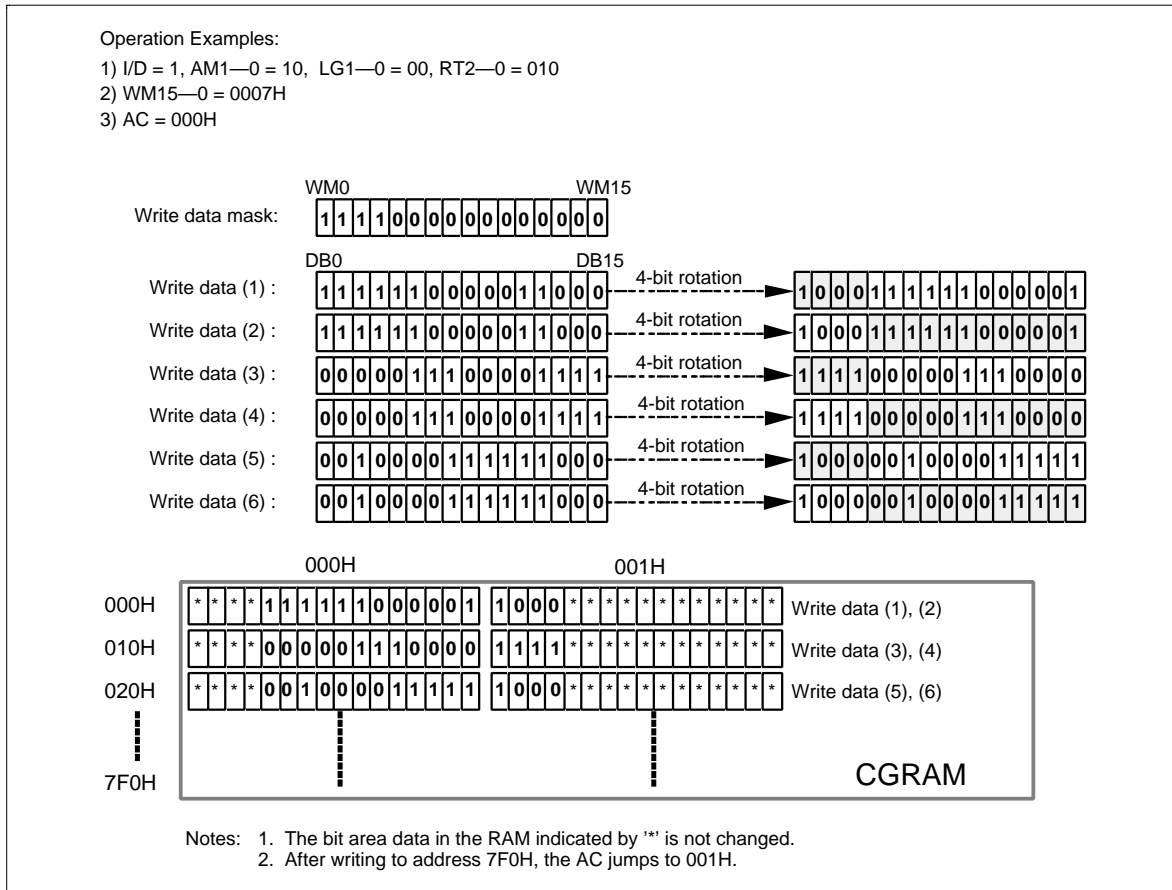 Operation Examples:
1) I/D = 1, AM1—0 = 10, LG1—0 = 00, RT2—0 = 010
2) WM15—0 = 0007H
3) AC = 000H
WM0 WM15
Write data mask: 1 1 1 1 0 0 0 0 0 0 0 0 0 0 0 0
DB0 DB15
Write data (1) : 1 1 1 1 1 1 0 0 0 0 0 1 1 0 0 0 4-bit rotation 1 0 0 0 1 1 1 1 1 1 0 0 0 0 0 1
Write data (2) : 1 1 1 1 1 1 0 0 0 0 0 1 1 0 0 0 4-bit rotation 1 0 0 0 1 1 1 1 1 1 0 0 0 0 0 1
Write data (3) : 0 0 0 0 0 1 1 1 0 0 0 0 1 1 1 1 4-bit rotation 1 1 1 1 0 0 0 0 0 1 1 1 0 0 0 0
Write data (4) : 0 0 0 0 0 1 1 1 0 0 0 0 1 1 1 1 4-bit rotation 1 1 1 1 0 0 0 0 0 1 1 1 0 0 0 0
Write data (5) : 0 0 1 0 0 0 0 1 1 1 1 1 1 0 0 0 4-bit rotation 1 0 0 0 0 0 1 0 0 0 0 1 1 1 1 1
Write data (6) : 0 0 1 0 0 0 0 1 1 1 1 1 1 0 0 0 4-bit rotation 1 0 0 0 0 0 1 0 0 0 0 1 1 1 1 1
000H 001H
000H * * * * 1 1 1 1 1 1 0 0 0 0 0 1 1 0 0 0 * * * * * * * * * * * * Write data (1), (2)
010H * * * * 0 0 0 0 0 1 1 1 0 0 0 0 1 1 1 1 * * * * * * * * * * * * Write data (3), (4)
020H * * * * 0 0 1 0 0 0 0 1 1 1 1 1 1 0 0 0 * * * * * * * * * * * * Write data (5), (6)
7F0H CGRAM
Notes: 1. The bit area data in the RAM indicated by '*' is not changed.
2. After writing to address 7F0H, the AC jumps to 001H.